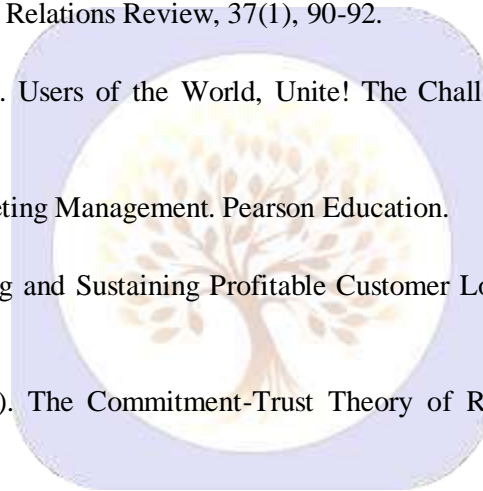 Relations Review, 37(1), 90-92.
. Users of the World, Unite! The Chall
eting Management. Pearson Education.
g and Sustaining Profitable Customer Lo
). The Commitment-Trust Theory of R